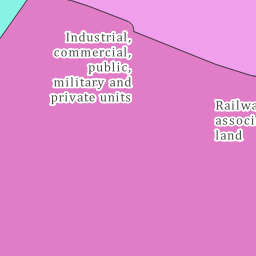 Industrial,
commercial,
public,
military and
private units
Railwa
associ
land